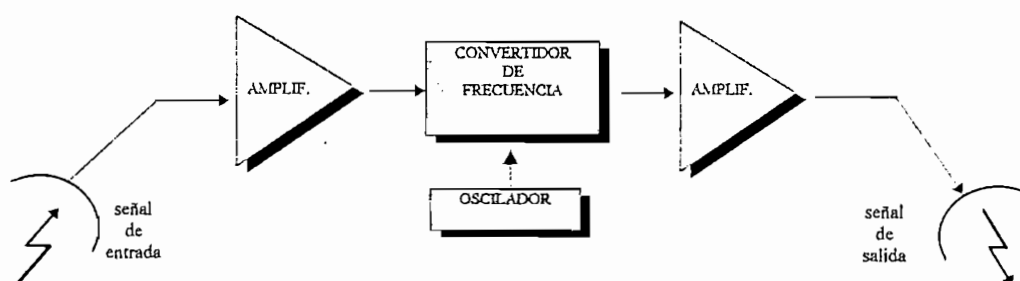 señal
de
entrada
AMPLIF.
CONVERTIDOR
DE
FRECUENCIA
OSCILADOR
AMPLIF.
señal
de
salida